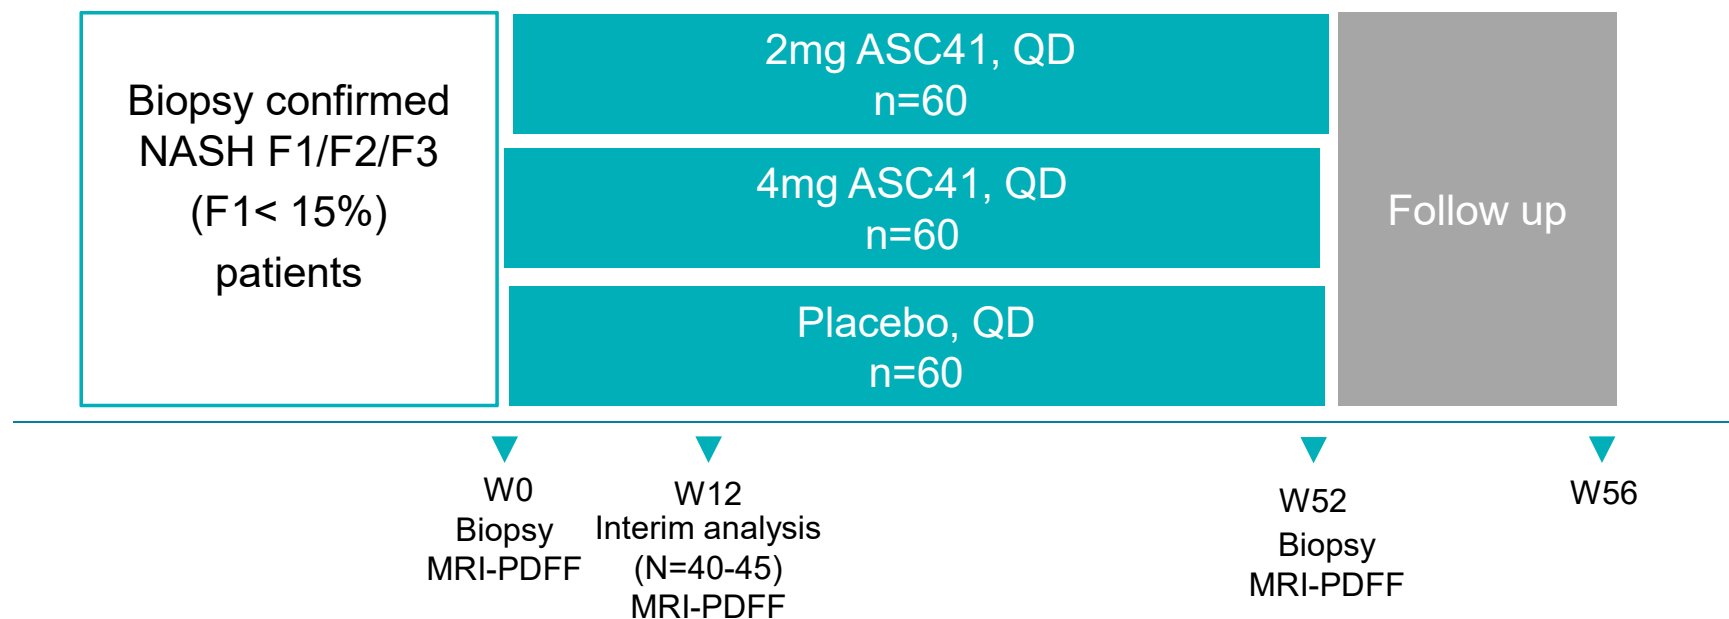 Biopsy confirmed
NASH F1/F2/F3
(F1< 15%)
patients
2mg ASC41, QD
n=60
4mg ASC41, QD
n=60
Placebo, QD
n=60
Follow up
W0
Biopsy
MRI-PDFF
W12
Interim analysis
(N=40-45)
MRI-PDFF
W52
Biopsy
MRI-PDFF
W56